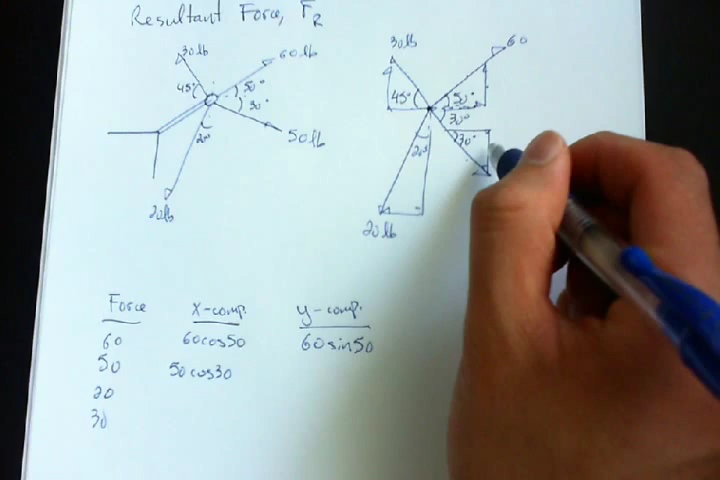 Resultant Force, F_R
30 lb
60 lb
45°
50°
30°
50 lb
20°
20 lb
30 lb
60
45°
50°
30°
30°
20°
20 lb
Force x-comp. y-comp.
60 60cos50 60sin50
50 50cos30
20
30